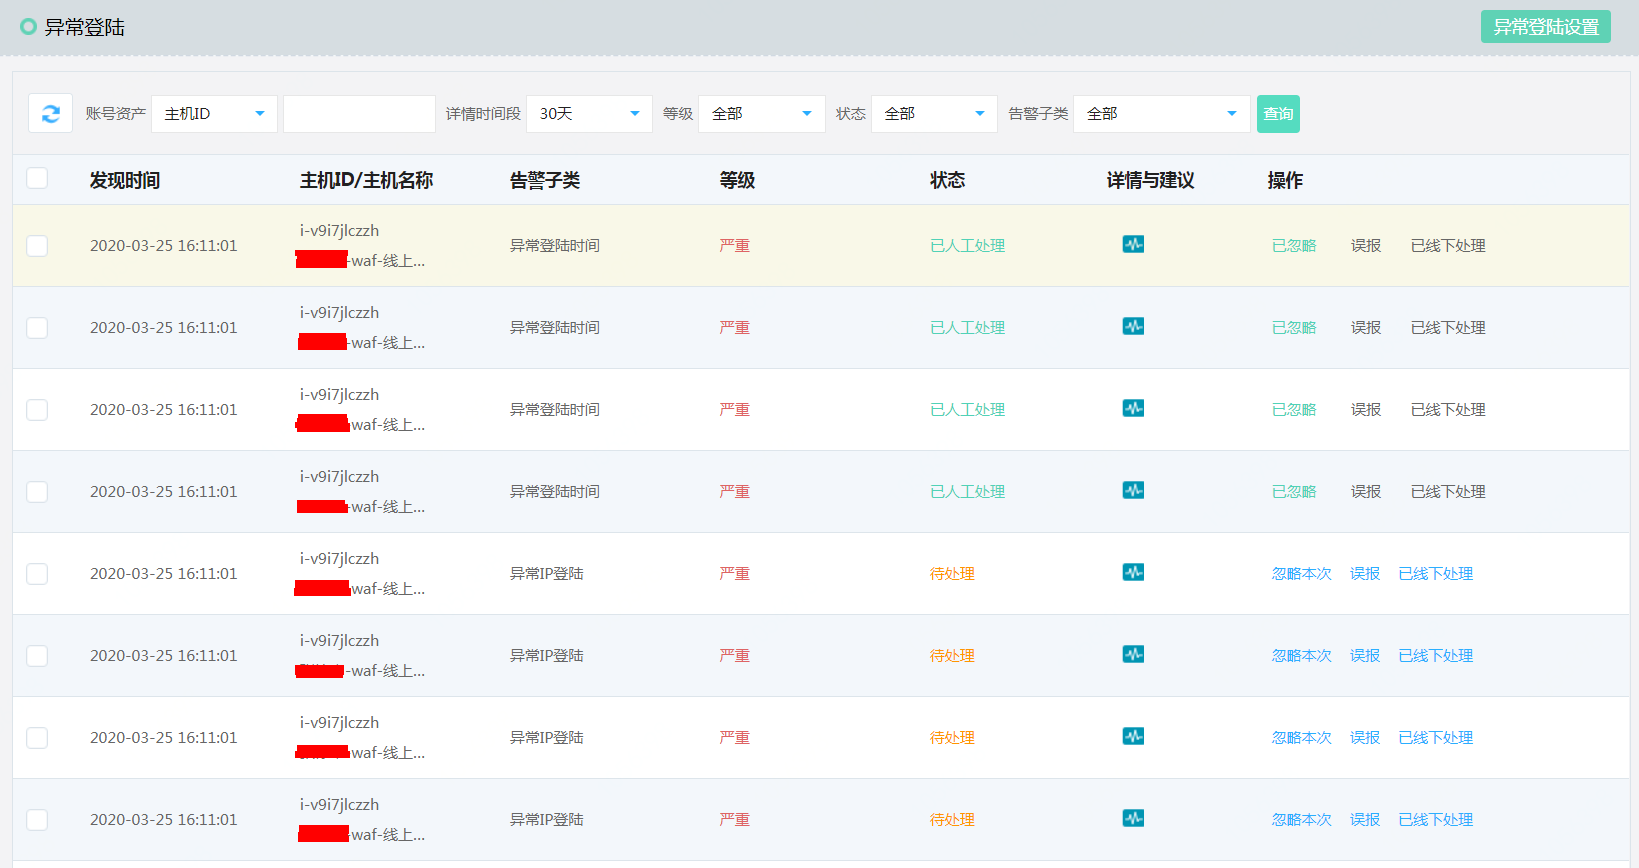 异常登陆
异常登陆设置
账号资产 主机ID 详情时间段 30天 等级 全部 状态 全部 告警子类 全部 查询
发现时间 主机ID/主机名称 告警子类 等级 状态 详情与建议 操作
i-v9i7jlczzh
2020-03-25 16:11:01 异常登陆时间 严重 已人工处理 已忽略 误报 已线下处理
-waf-线上...
i-v9i7jlczzh
2020-03-25 16:11:01 异常登陆时间 严重 已人工处理 已忽略 误报 已线下处理
-waf-线上...
i-v9i7jlczzh
2020-03-25 16:11:01 异常登陆时间 严重 已人工处理 已忽略 误报 已线下处理
waf-线上...
i-v9i7jlczzh
2020-03-25 16:11:01 异常登陆时间 严重 已人工处理 已忽略 误报 已线下处理
-waf-线上...
i-v9i7jlczzh
2020-03-25 16:11:01 异常IP登陆 严重 待处理 忽略本次 误报 已线下处理
waf-线上...
i-v9i7jlczzh
2020-03-25 16:11:01 异常IP登陆 严重 待处理 忽略本次 误报 已线下处理
-waf-线上...
i-v9i7jlczzh
2020-03-25 16:11:01 异常IP登陆 严重 待处理 忽略本次 误报 已线下处理
waf-线上...
i-v9i7jlczzh
2020-03-25 16:11:01 异常IP登陆 严重 待处理 忽略本次 误报 已线下处理
waf-线上...